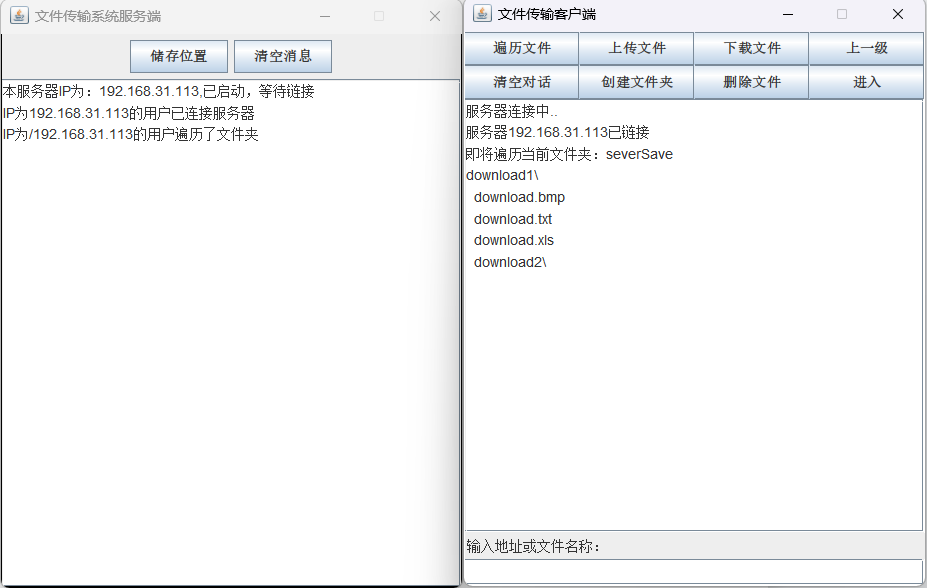 文件传输系统服务端
储存位置 清空消息
本服务器IP为：192.168.31.113,已启动，等待链接
IP为192.168.31.113的用户已连接服务器
IP为/192.168.31.113的用户遍历了文件夹
文件传输客户端
遍历文件 上传文件 下载文件 上一级
清空对话 创建文件夹 删除文件 进入
服务器连接中..
服务器192.168.31.113已链接
即将遍历当前文件夹：severSave
download1\
download.bmp
download.txt
download.xls
download2\
输入地址或文件名称：